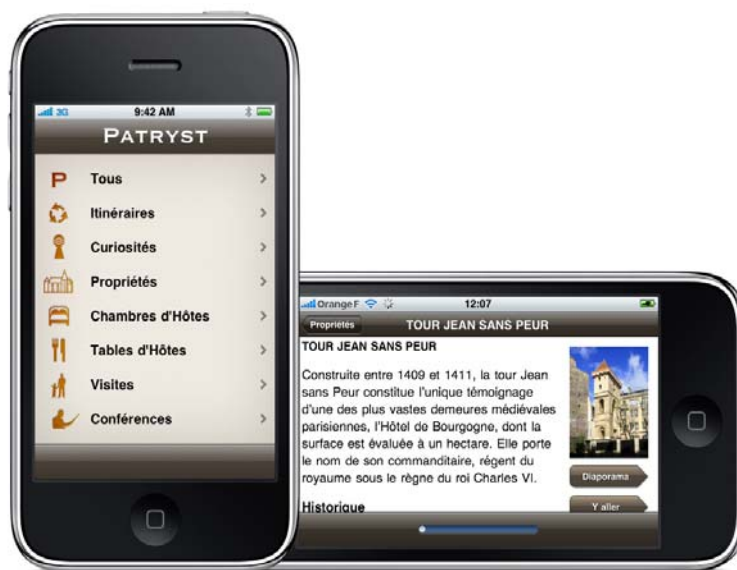 3G 9:42 AM
PATRYST
P Tous
Itinéraires
Curiosités
Propriétés
Chambres d'Hôtes
Tables d'Hôtes
Visites
Conférences
Orange F 12:07
Propriétés TOUR JEAN SANS PEUR
TOUR JEAN SANS PEUR
Construite entre 1409 et 1411, la tour Jean
sans Peur constitue l'unique témoignage
d'une des plus vastes demeures médiévales
parisiennes, l'Hôtel de Bourgogne, dont la
surface est évaluée à un hectare. Elle porte
le nom de son commanditaire, régent du
royaume sous le règne du roi Charles VI.
Historique
Diaporama
Y aller